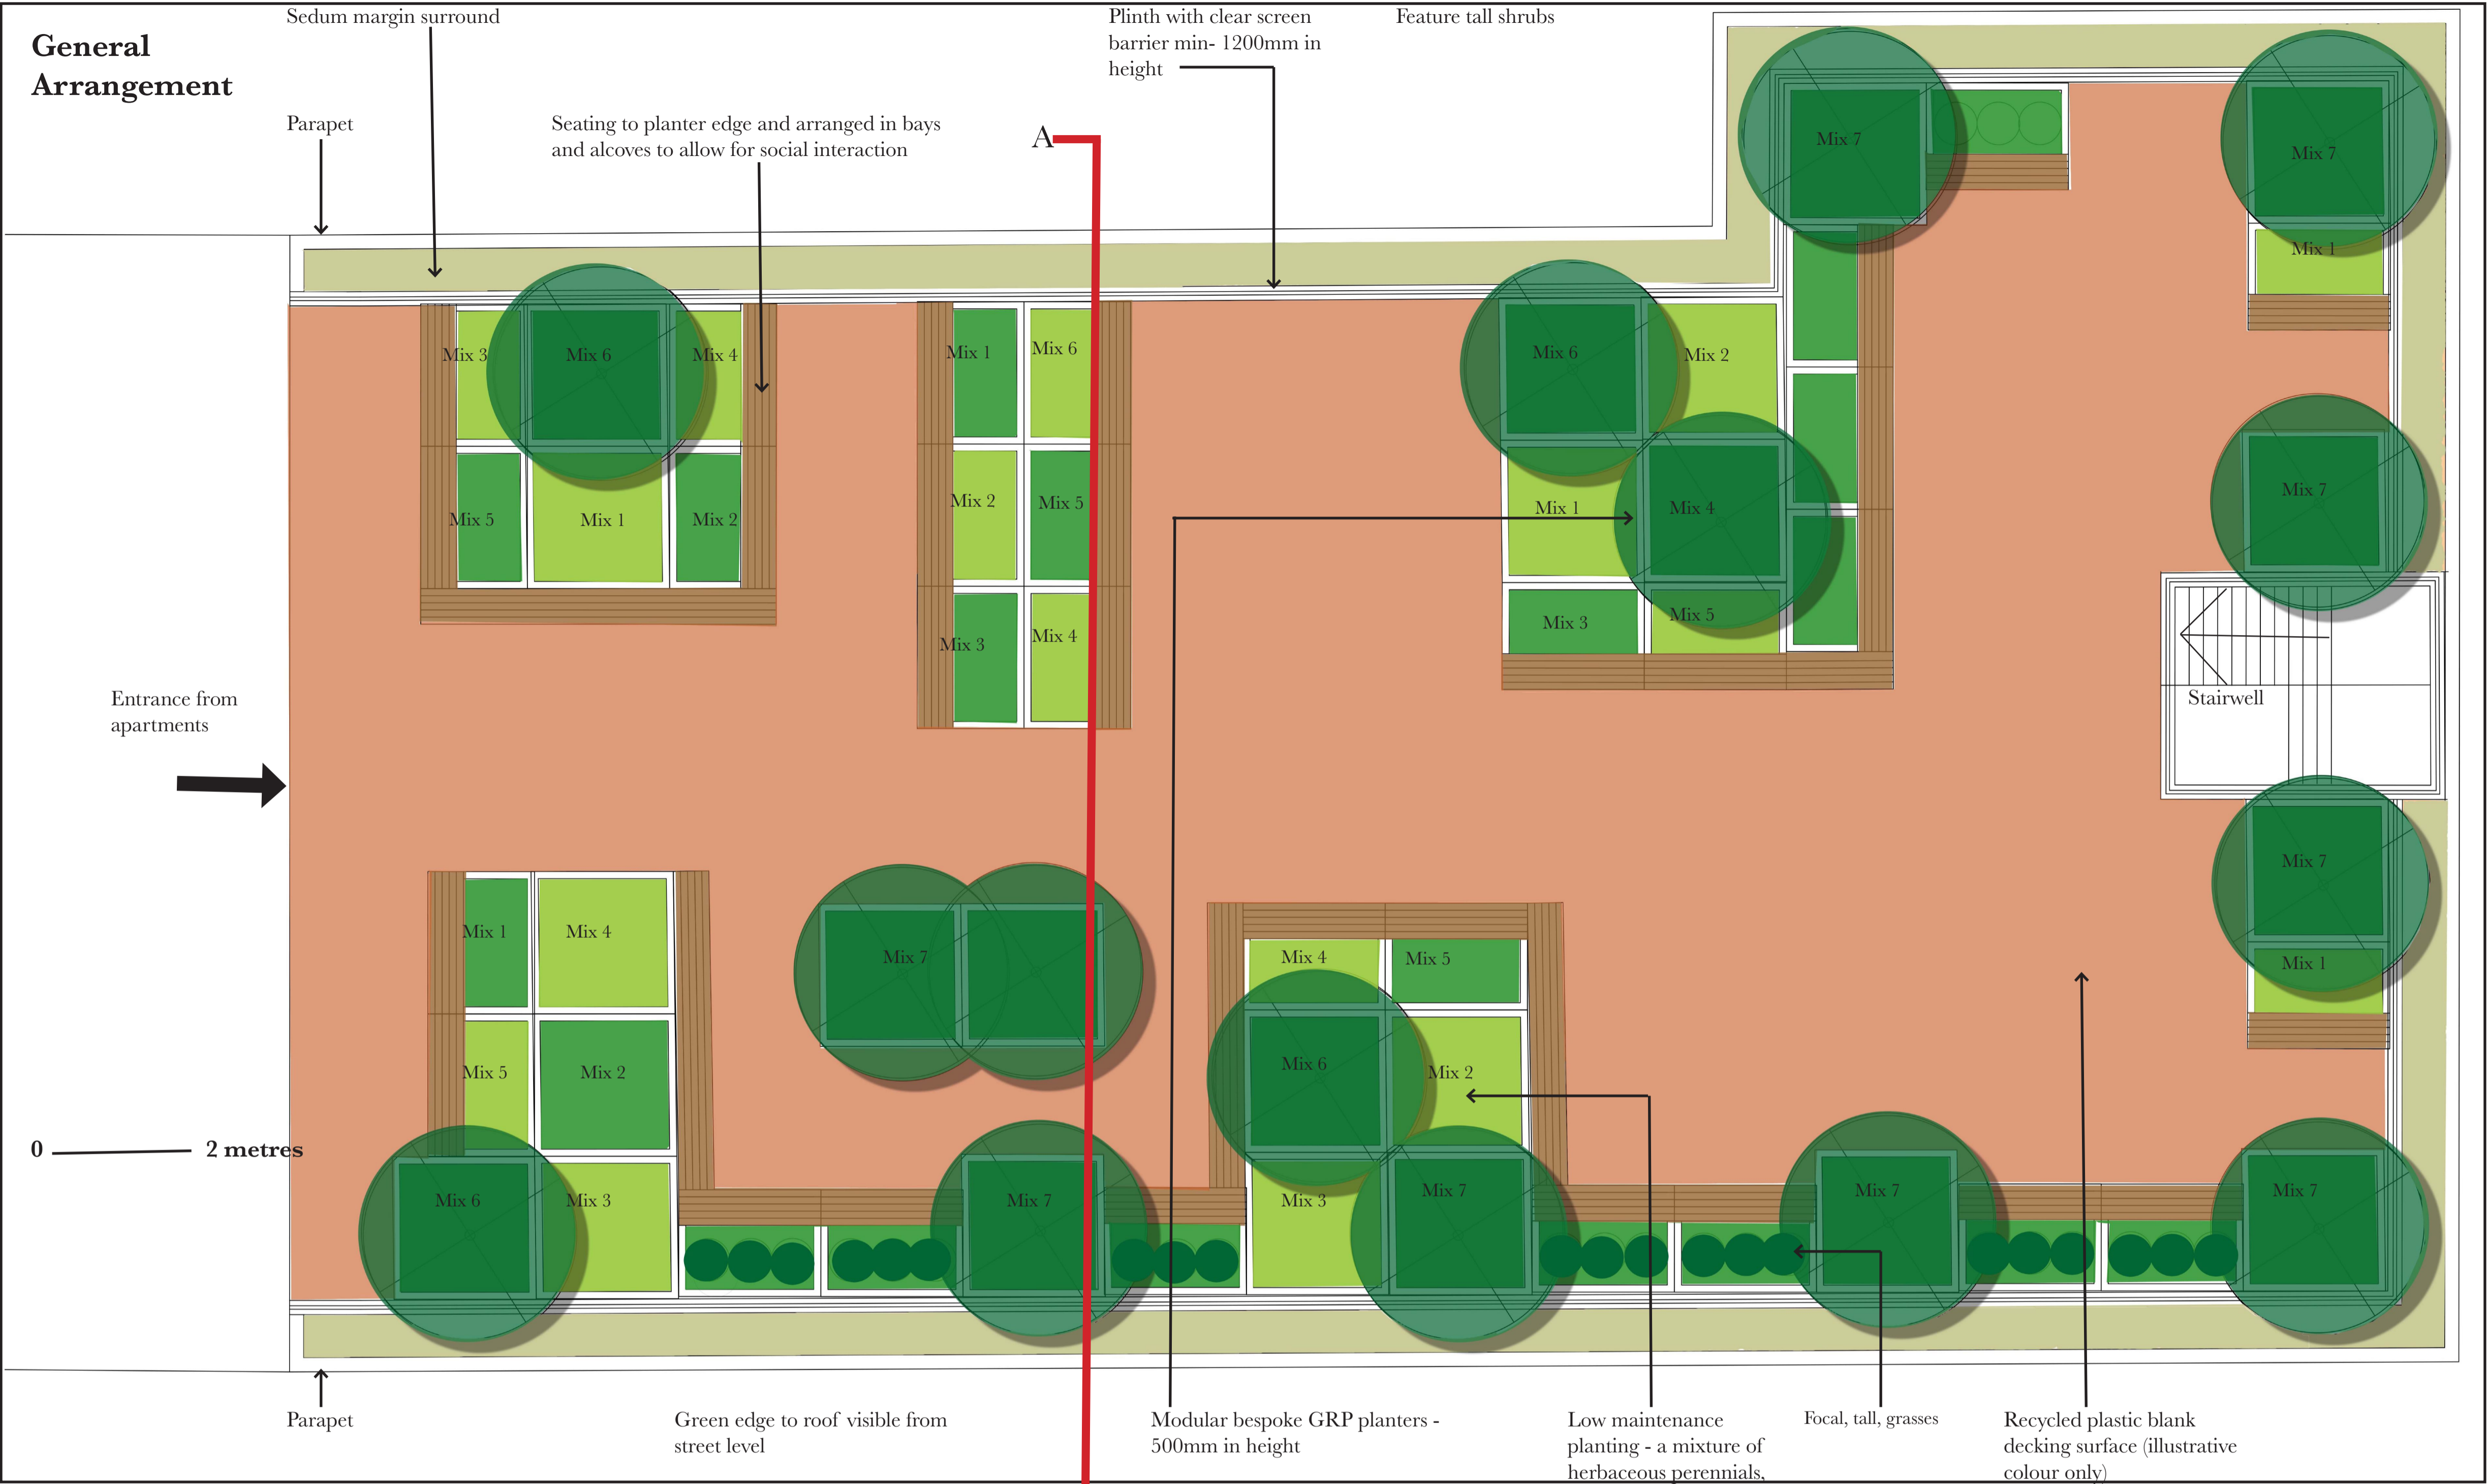 General
Arrangement
Sedum margin surround
Parapet
Seating to planter edge and arranged in bays
and alcoves to allow for social interaction
A
Plinth with clear screen
barrier min- 1200mm in
height
Feature tall shrubs
Mix 7
Mix 7
Mix 1
Mix 3
Mix 6
Mix 4
Mix 5
Mix 1
Mix 2
Mix 1
Mix 6
Mix 2
Mix 5
Mix 3
Mix 4
Mix 6
Mix 2
Mix 1
Mix 4
Mix 3
Mix 5
Mix 7
Stairwell
Entrance from
apartments
Mix 1
Mix 4
Mix 5
Mix 2
Mix 6
Mix 3
Mix 7
Mix 7
Mix 4
Mix 5
Mix 6
Mix 2
Mix 3
Mix 7
Mix 7
Mix 7
Mix 1
Mix 7
0
2 metres
Parapet
Green edge to roof visible from
street level
Modular bespoke GRP planters -
500mm in height
Low maintenance
planting - a mixture of
herbaceous perennials,
Focal, tall, grasses
Recycled plastic blank
decking surface (illustrative
colour only)